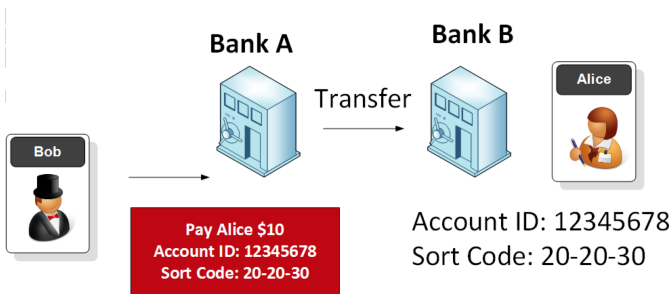 Bank A
Bank B
Transfer
Alice
Bob
Pay Alice $10
Account ID: 12345678
Sort Code: 20-20-30
Account ID: 12345678
Sort Code: 20-20-30